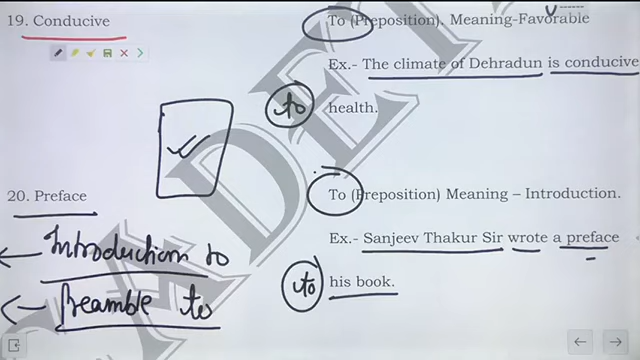 19. Conducive
To (Preposition). Meaning-Favorable
Ex.- The climate of Dehradun is conducive
to health.
20. Preface
To (Preposition) Meaning – Introduction.
Ex.- Sanjeev Thakur Sir wrote a preface
to his book.
Introduction to
Preamble to